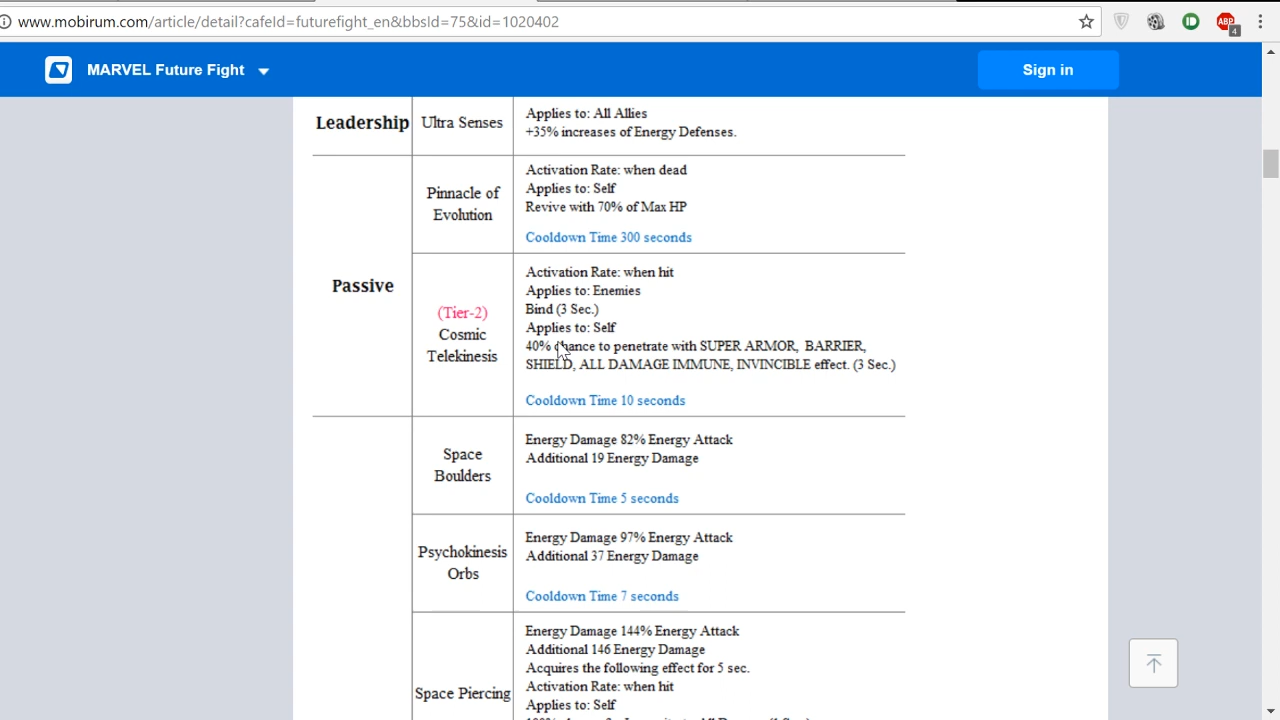 www.mobirum.com/article/detail?cafeId=futurefight_en&bbsId=75&id=1020402
ABP
4
MARVEL Future Fight
Sign in
Leadership
Ultra Senses
Applies to: All Allies
+35% increases of Energy Defenses.
Passive
Pinnacle of
Evolution
Activation Rate: when dead
Applies to: Self
Revive with 70% of Max HP
Cooldown Time 300 seconds
(Tier-2)
Cosmic
Telekinesis
Activation Rate: when hit
Applies to: Enemies
Bind (3 Sec.)
Applies to: Self
40% chance to penetrate with SUPER ARMOR, BARRIER,
SHIELD, ALL DAMAGE IMMUNE, INVINCIBLE effect. (3 Sec.)
Cooldown Time 10 seconds
Space
Boulders
Energy Damage 82% Energy Attack
Additional 19 Energy Damage
Cooldown Time 5 seconds
Psychokinesis
Orbs
Energy Damage 97% Energy Attack
Additional 37 Energy Damage
Cooldown Time 7 seconds
Space Piercing
Energy Damage 144% Energy Attack
Additional 146 Energy Damage
Acquires the following effect for 5 sec.
Activation Rate: when hit
Applies to: Self